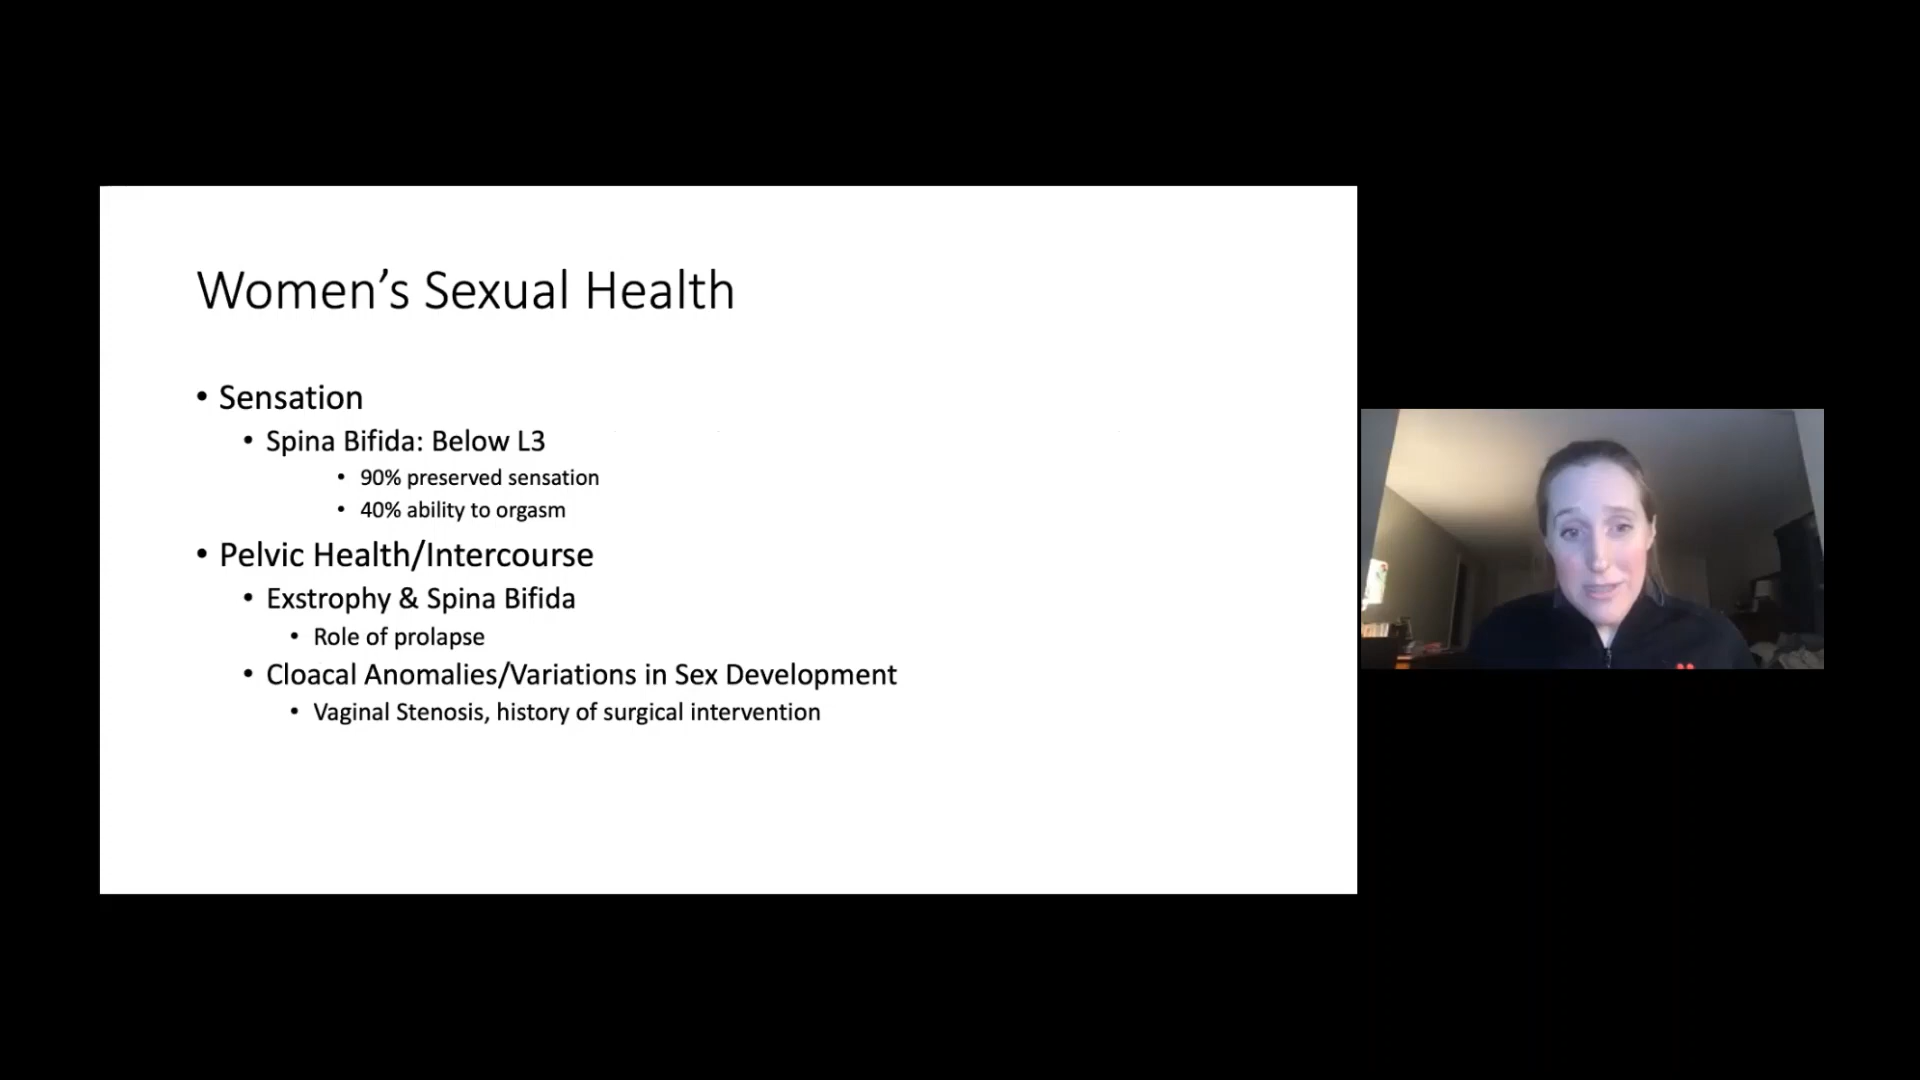 Women's Sexual Health
• Sensation
• Spina Bifida: Below L3
• 90% preserved sensation
• 40% ability to orgasm
• Pelvic Health/Intercourse
• Exstrophy & Spina Bifida
• Role of prolapse
• Cloacal Anomalies/Variations in Sex Development
• Vaginal Stenosis, history of surgical intervention